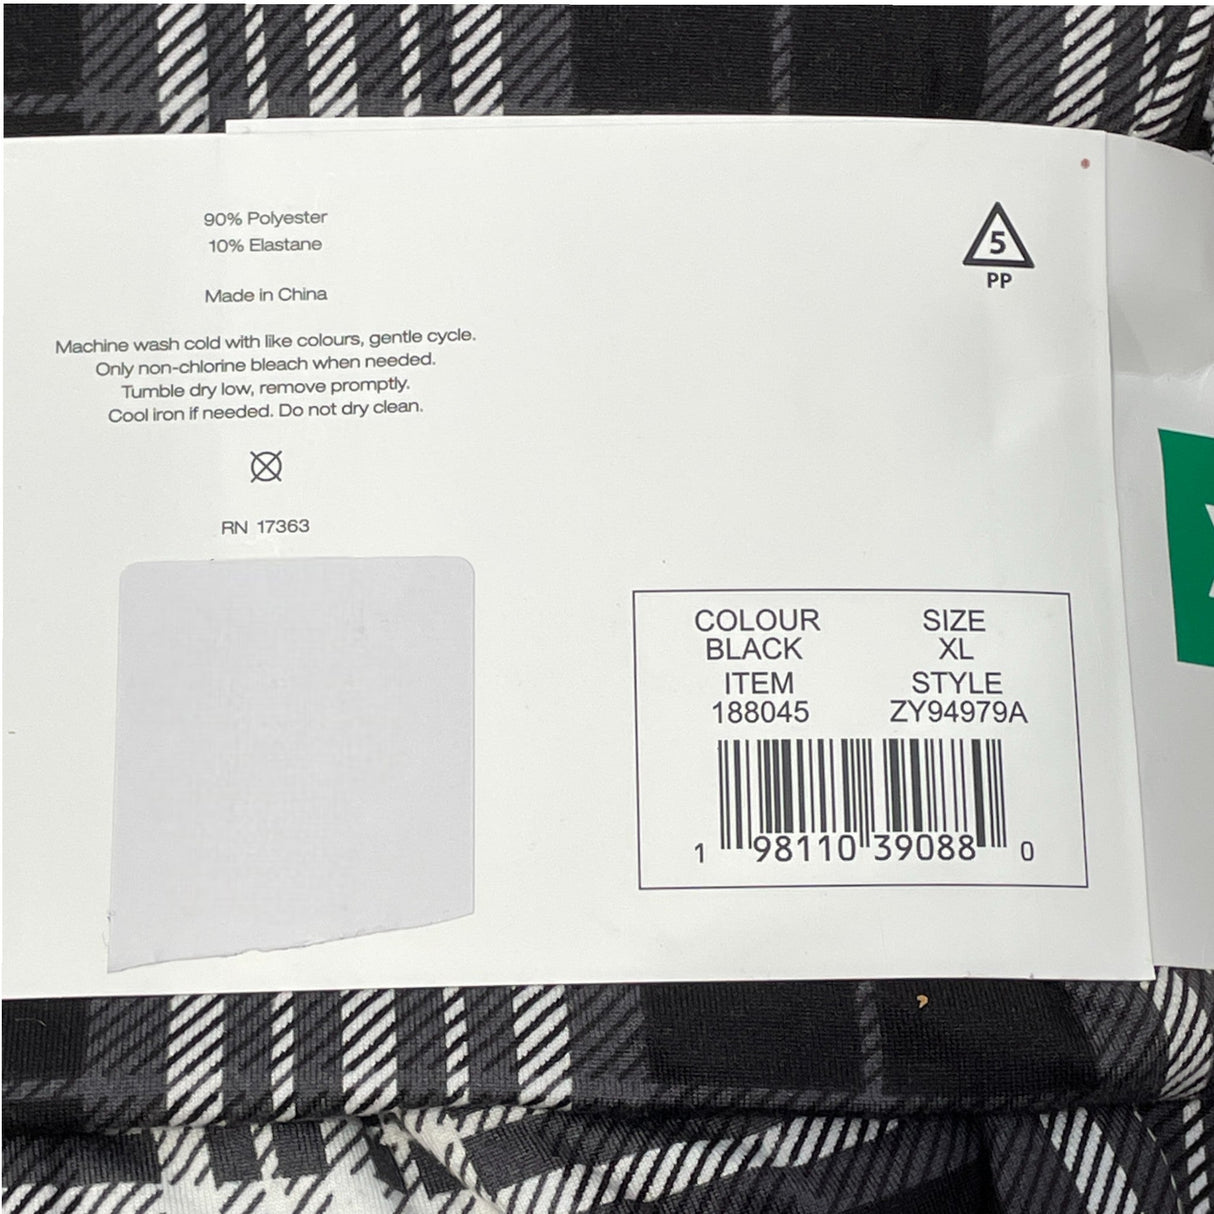 90% Polyester
10% Elastane
Made in China
Machine wash cold with like colours, gentle cycle.
Only non-chlorine bleach when needed.
Tumble dry low, remove promptly.
Cool iron if needed. Do not dry clean.
RN 17363
5
PP
COLOUR SIZE
BLACK XL
ITEM STYLE
188045 ZY94979A
1 98110 39088 0